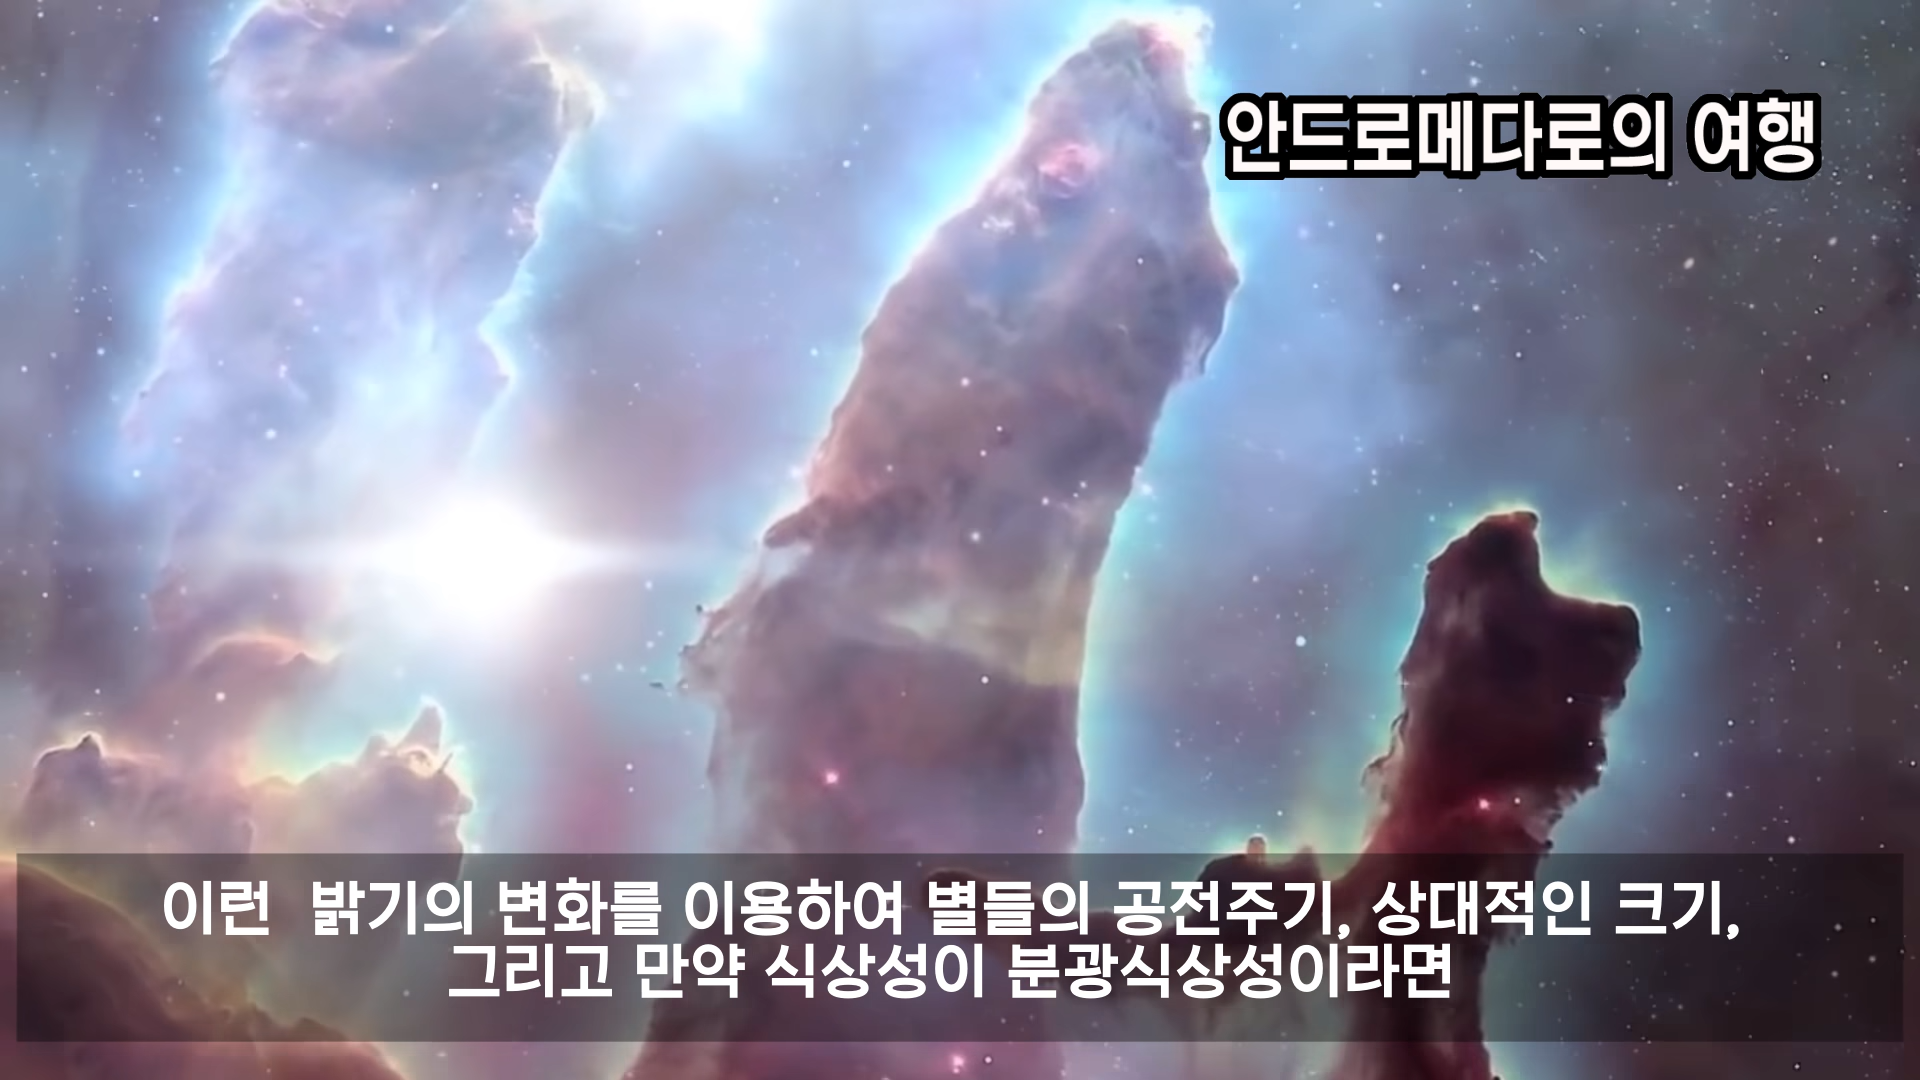 안드로메다로의 여행
이런 밝기의 변화를 이용하여 별들의 공전주기, 상대적인 크기,
그리고 만약 식상성이 분광식상성이라면